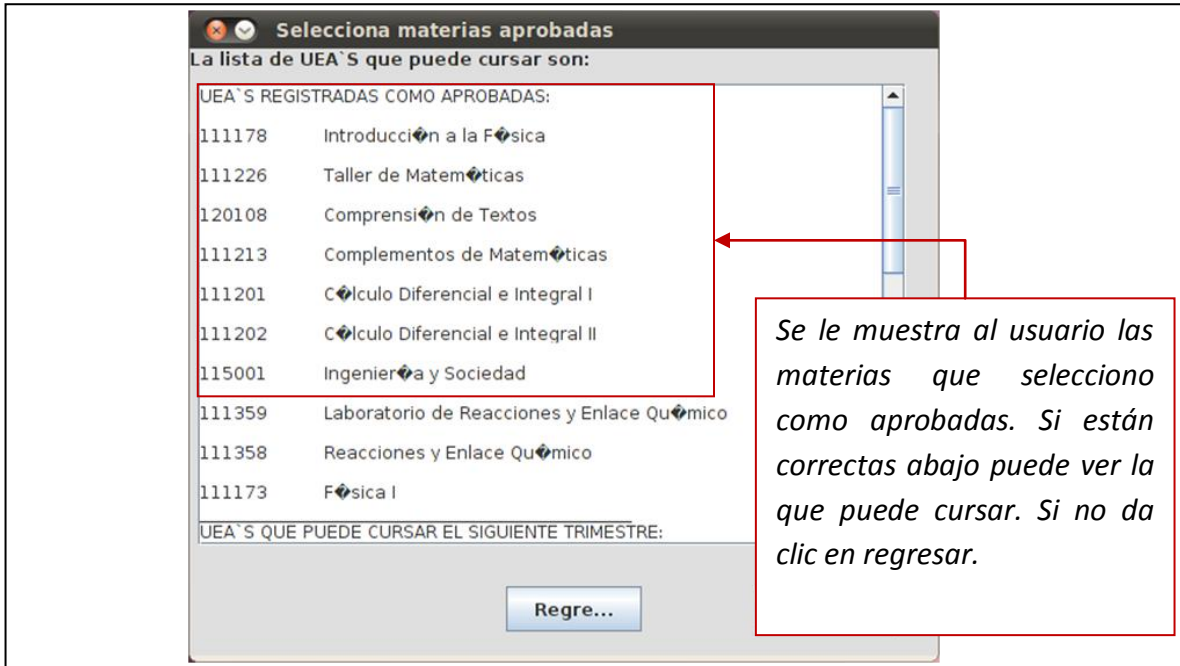 Selecciona materias aprobadas
La lista de UEA`S que puede cursar son:
UEA`S REGISTRADAS COMO APROBADAS:
111178 Introducci�n a la F�sica
111226 Taller de Matem�ticas
120108 Comprensi�n de Textos
111213 Complementos de Matem�ticas
111201 C�lculo Diferencial e Integral I
111202 C�lculo Diferencial e Integral II
115001 Ingenier�a y Sociedad
111359 Laboratorio de Reacciones y Enlace Qu�mico
111358 Reacciones y Enlace Qu�mico
111173 F�sica I
UEA`S QUE PUEDE CURSAR EL SIGUIENTE TRIMESTRE:
Regre...
Se le muestra al usuario las
materias que selecciono
como aprobadas. Si están
correctas abajo puede ver la
que puede cursar. Si no da
clic en regresar.